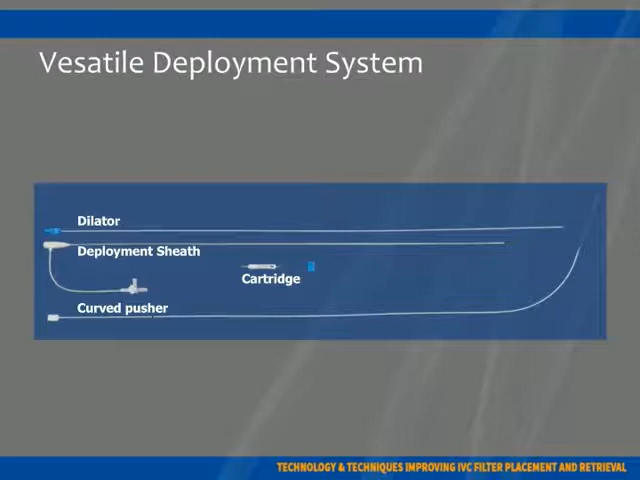 Vesatile Deployment System
Dilator
Deployment Sheath
Cartridge
Curved pusher
TECHNOLOGY & TECHNIQUES IMPROVING IVC FILTER PLACEMENT AND RETRIEVAL